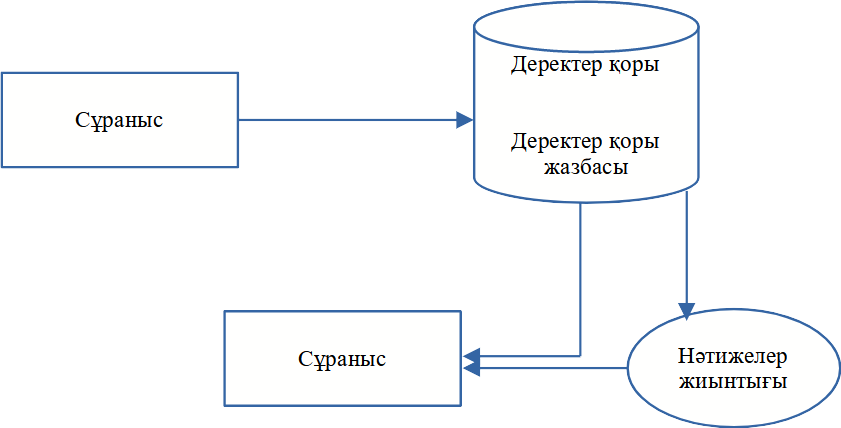 Деректер қоры
Сұраныс
Деректер қоры
жазбасы
Сұраныс
Нәтижелер
жиынтығы